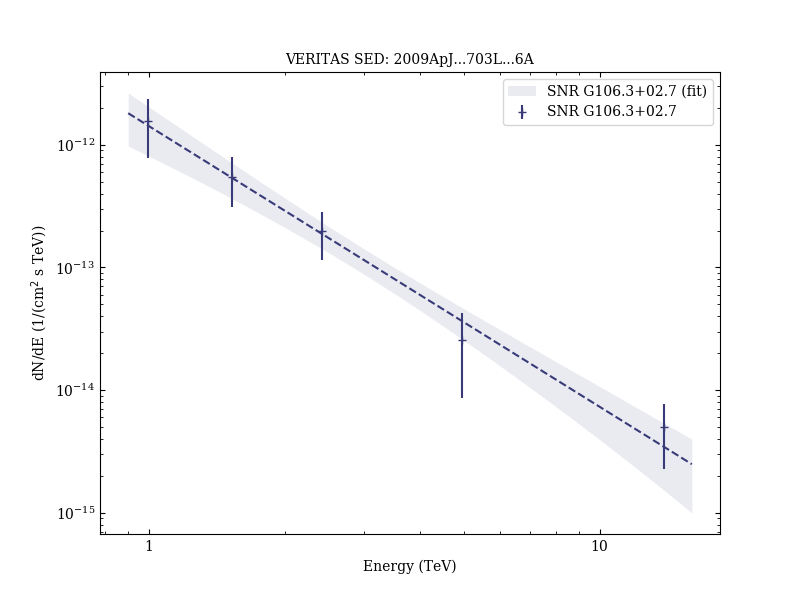 VERITAS SED: 2009ApJ...703L...6A
SNR G106.3+02.7 (fit)
SNR G106.3+02.7
dN/dE (1/(cm² s TeV))
10⁻¹²
10⁻¹³
10⁻¹⁴
10⁻¹⁵
1
10
Energy (TeV)